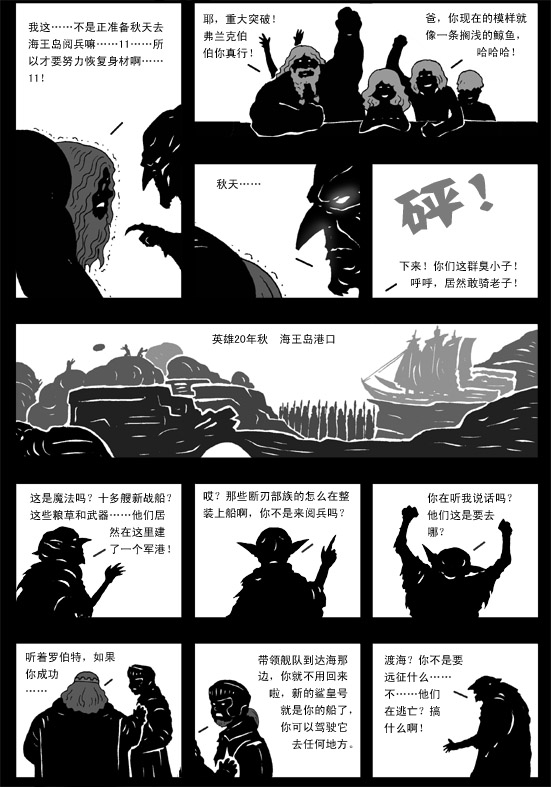 我这……不是正准备秋天去
海王岛阅兵嘛……11……所
以才要努力恢复身材啊……
11!
耶，重大突破！
弗兰克伯
伯你真行！
爸，你现在的模样就
像一条搁浅的鲸鱼，
哈哈哈！
秋天……
砰！
下来！你们这群臭小子！
呼呼，居然敢骑老子！
英雄20年秋 海王岛港口
这是魔法吗？十多艘新战船？
这些粮草和武器……他们居
然在这里建
了一个军港！
哎？那些断刃部族的怎么在整
装上船啊，你不是来阅兵吗？
你在听我说话吗？
他们这是要去
哪？
听着罗伯特，如果
你成功
……
带领舰队到达海那
边，你就不用回来
啦，新的鲨皇号
就是你的船了，
你可以驾驶它
去任何地方。
渡海？你不是要
远征什么……
不……他们
在逃亡？搞
什么啊！